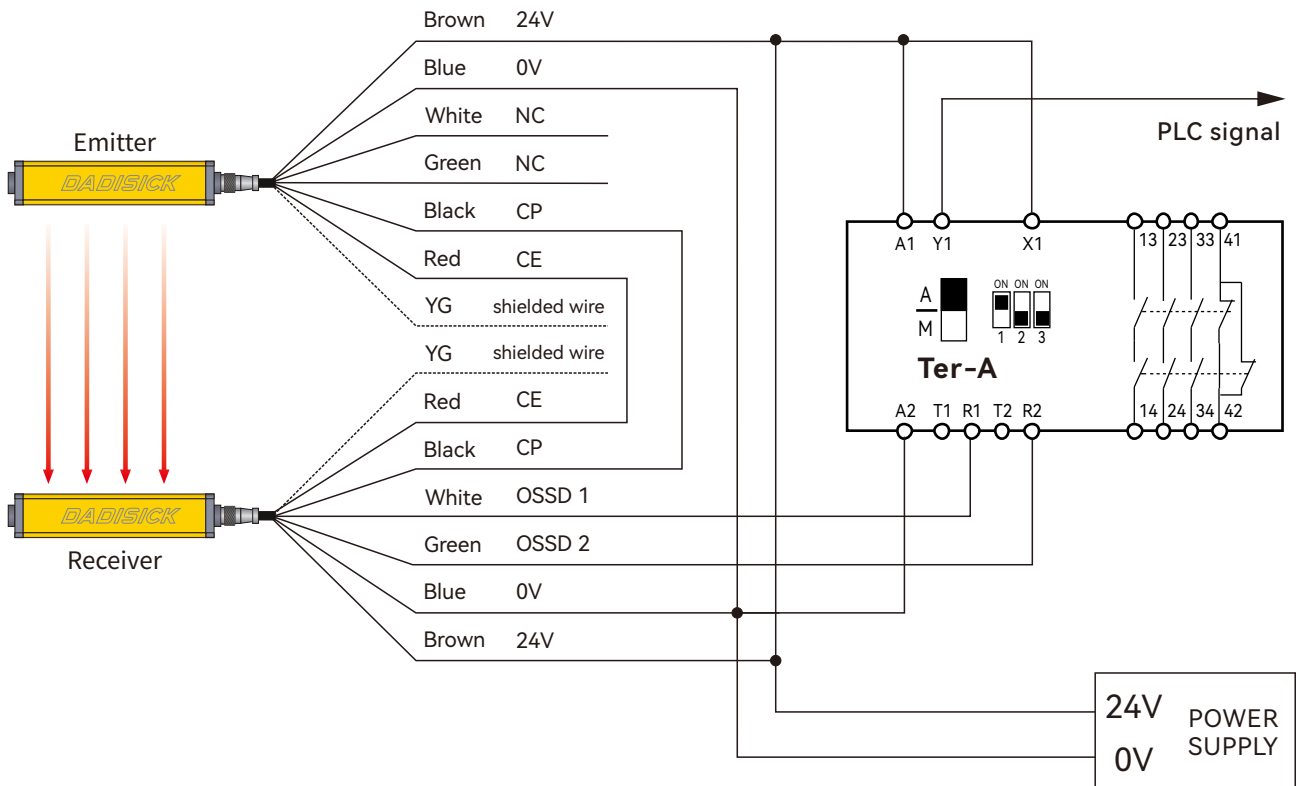 Brown 24V
Blue 0V
White NC
Green NC
Black CP
Red CE
YG shielded wire
YG shielded wire
Red CE
Black CP
White OSSD 1
Green OSSD 2
Blue 0V
Brown 24V
Emitter
DADISICK
DADISICK
Receiver
PLC signal
A1 Y1 X1 13 23 33 41
A
M
ON ON ON
1 2 3
Ter-A
A2 T1 R1 T2 R2 14 24 34 42
24V
0V
POWER
SUPPLY